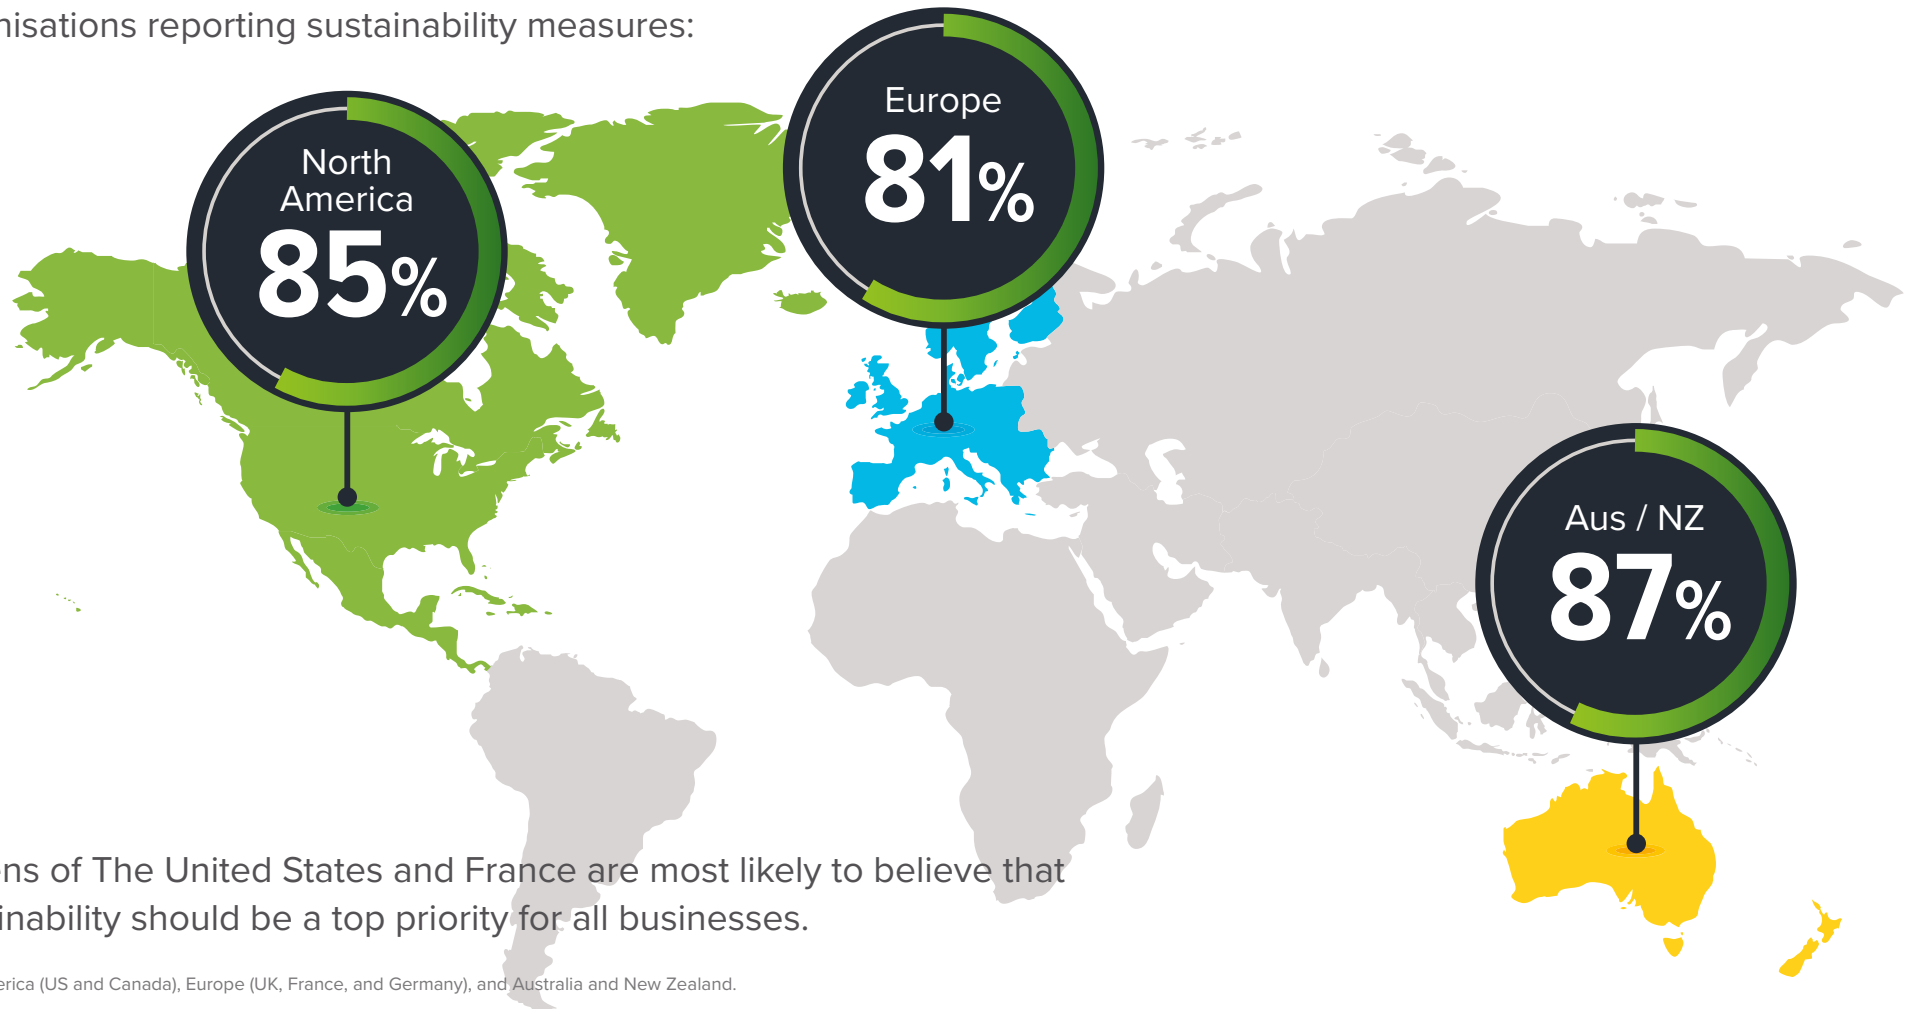 nisations reporting sustainability measures:
Europe
81%
North
America
85%
Aus / NZ
87%
ens of The United States and France are most likely to believe that
inability should be a top priority for all businesses.
erica (US and Canada), Europe (UK, France, and Germany), and Australia and New Zealand.